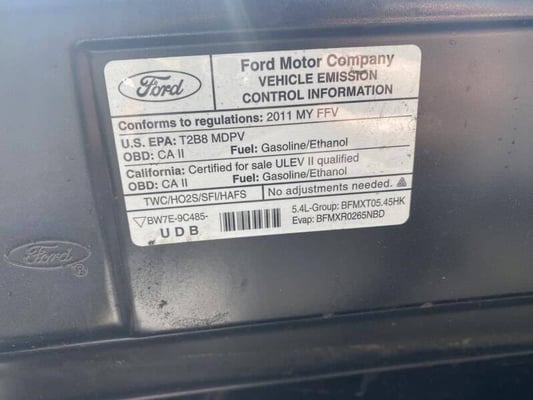 Ford
Ford Motor Company
VEHICLE EMISSION
CONTROL INFORMATION
Conforms to regulations: 2011 MY FFV
U.S. EPA: T2B8 MDPV
OBD: CA II Fuel: Gasoline/Ethanol
California: Certified for sale ULEV II qualified
OBD: CA II Fuel: Gasoline/Ethanol
TWC/HO2S/SFI/HAFS No adjustments needed.
BW7E-9C485- 5.4L-Group: BFMXT05.45HK
UDB Evap: BFMXR0265NBD
Ford ®